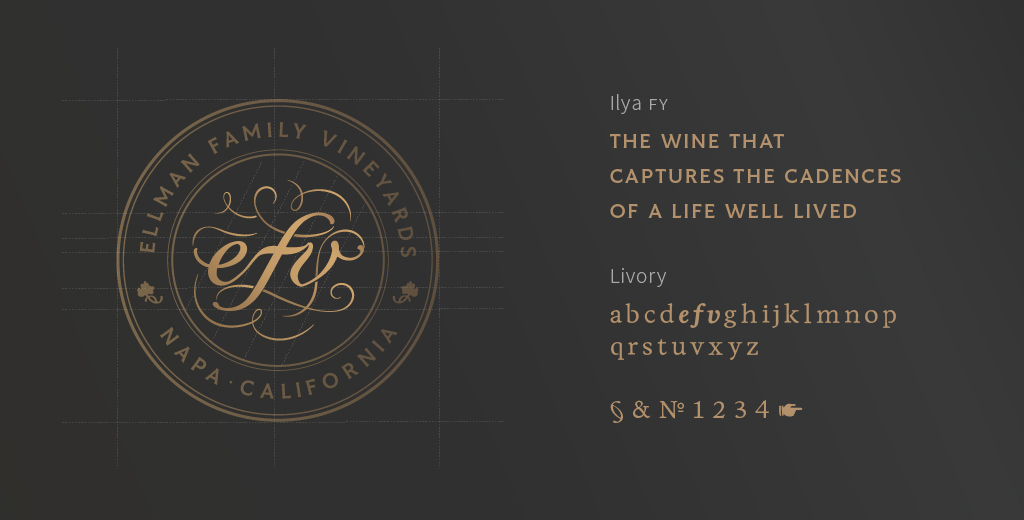 ELLMAN FAMILY VINEYARDS
efv
NAPA · CALIFORNIA
Ilya FY
THE WINE THAT
CAPTURES THE CADENCES
OF A LIFE WELL LIVED
Livory
abcdefvghijklmnop
qrstuvxyz
§ & № 1 2 3 4 ☛